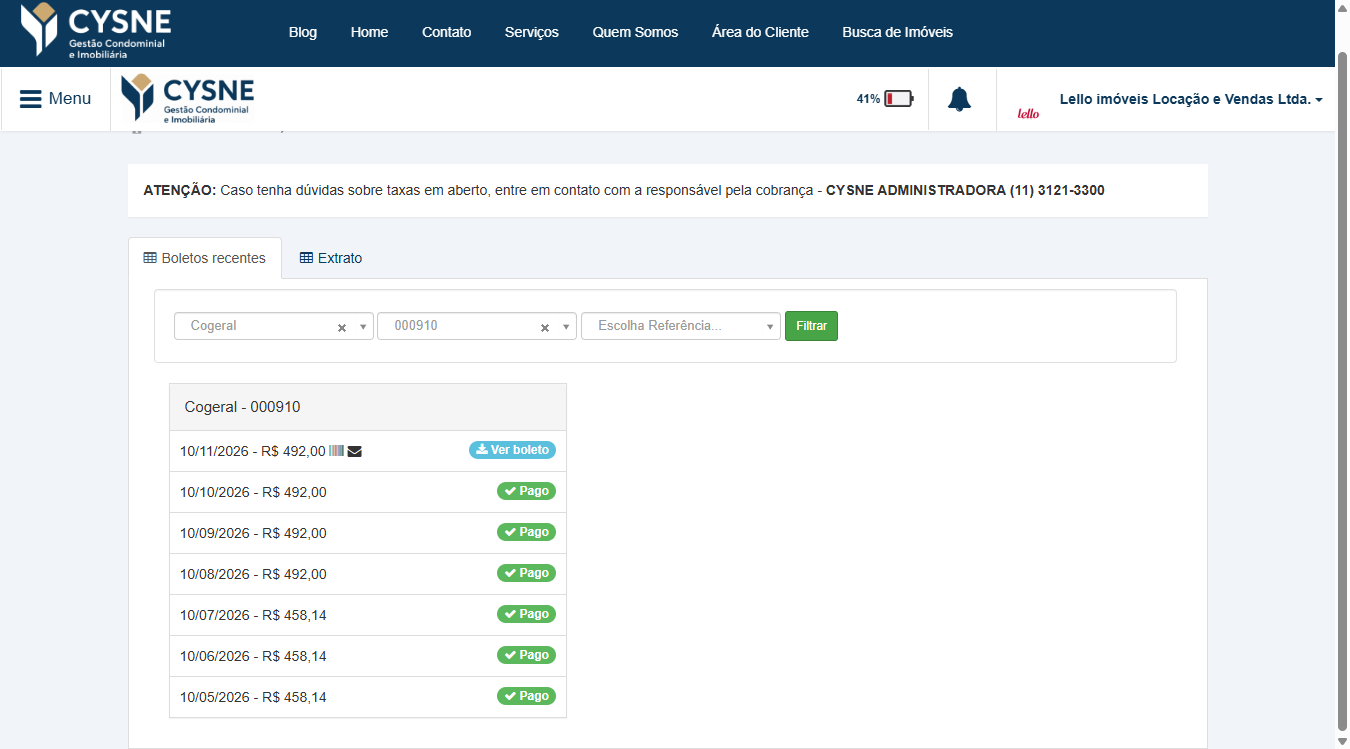 CYSNE
Gestão Condominial
e Imobiliária
Blog Home Contato Serviços Quem Somos Área do Cliente Busca de Imóveis
Menu
CYSNE
Gestão Condominial
e Imobiliária
41%
lello
Lello imóveis Locação e Vendas Ltda.
ATENÇÃO: Caso tenha dúvidas sobre taxas em aberto, entre em contato com a responsável pela cobrança - CYSNE ADMINISTRADORA (11) 3121-3300
Boletos recentes Extrato
Cogeral × 000910 × Escolha Referência... Filtrar
Cogeral - 000910
10/11/2026 - R$ 492,00 Ver boleto
10/10/2026 - R$ 492,00 Pago
10/09/2026 - R$ 492,00 Pago
10/08/2026 - R$ 492,00 Pago
10/07/2026 - R$ 458,14 Pago
10/06/2026 - R$ 458,14 Pago
10/05/2026 - R$ 458,14 Pago